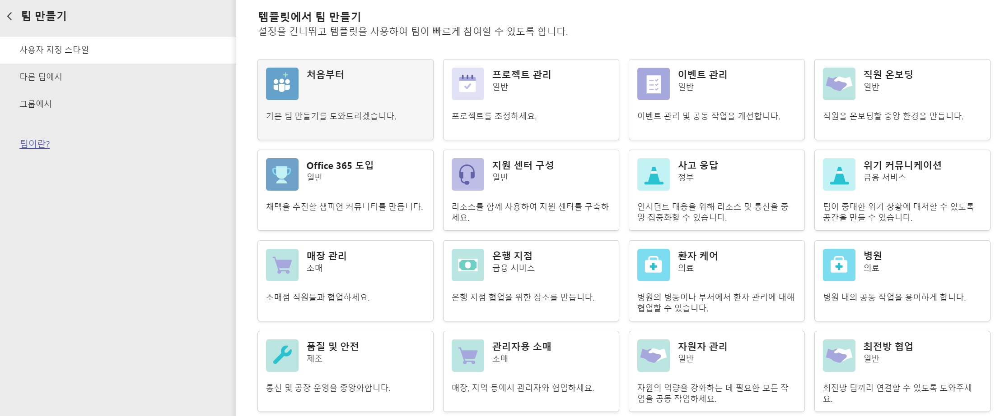 팀 만들기
사용자 지정 스타일
다른 팀에서
그룹에서
팀이란?
템플릿에서 팀 만들기
설정을 건너뛰고 템플릿을 사용하여 팀이 빠르게 참여할 수 있도록 합니다.
처음부터
기본 팀 만들기를 도와드리겠습니다.
프로젝트 관리
일반
프로젝트를 조정하세요.
이벤트 관리
일반
이벤트 관리 및 공동 작업을 개선합니다.
직원 온보딩
일반
직원을 온보딩할 중앙 환경을 만듭니다.
Office 365 도입
일반
채택을 추진할 챔피언 커뮤니티를 만듭니다.
지원 센터 구성
일반
리소스를 함께 사용하여 지원 센터를 구축하
세요.
사고 응답
정부
인시던트 대응을 위해 리소스 및 통신을 중
앙 집중화할 수 있습니다.
위기 커뮤니케이션
금융 서비스
팀이 중대한 위기 상황에 대처할 수 있도록
공간을 만들 수 있습니다.
매장 관리
소매
소매점 직원들과 협업하세요.
은행 지점
금융 서비스
은행 지점 협업을 위한 장소를 만듭니다.
환자 케어
의료
병원의 병동이나 부서에서 환자 관리에 대해
협업할 수 있습니다.
병원
의료
병원 내의 공동 작업을 용이하게 합니다.
품질 및 안전
제조
통신 및 공장 운영을 중앙화합니다.
관리자용 소매
소매
매장, 지역 등에서 관리자와 협업하세요.
자원자 관리
일반
자원의 역량을 강화하는 데 필요한 모든 작
업을 공동 작업하세요.
최전방 협업
일반
최전방 팀끼리 연결할 수 있도록 도와주세
요.